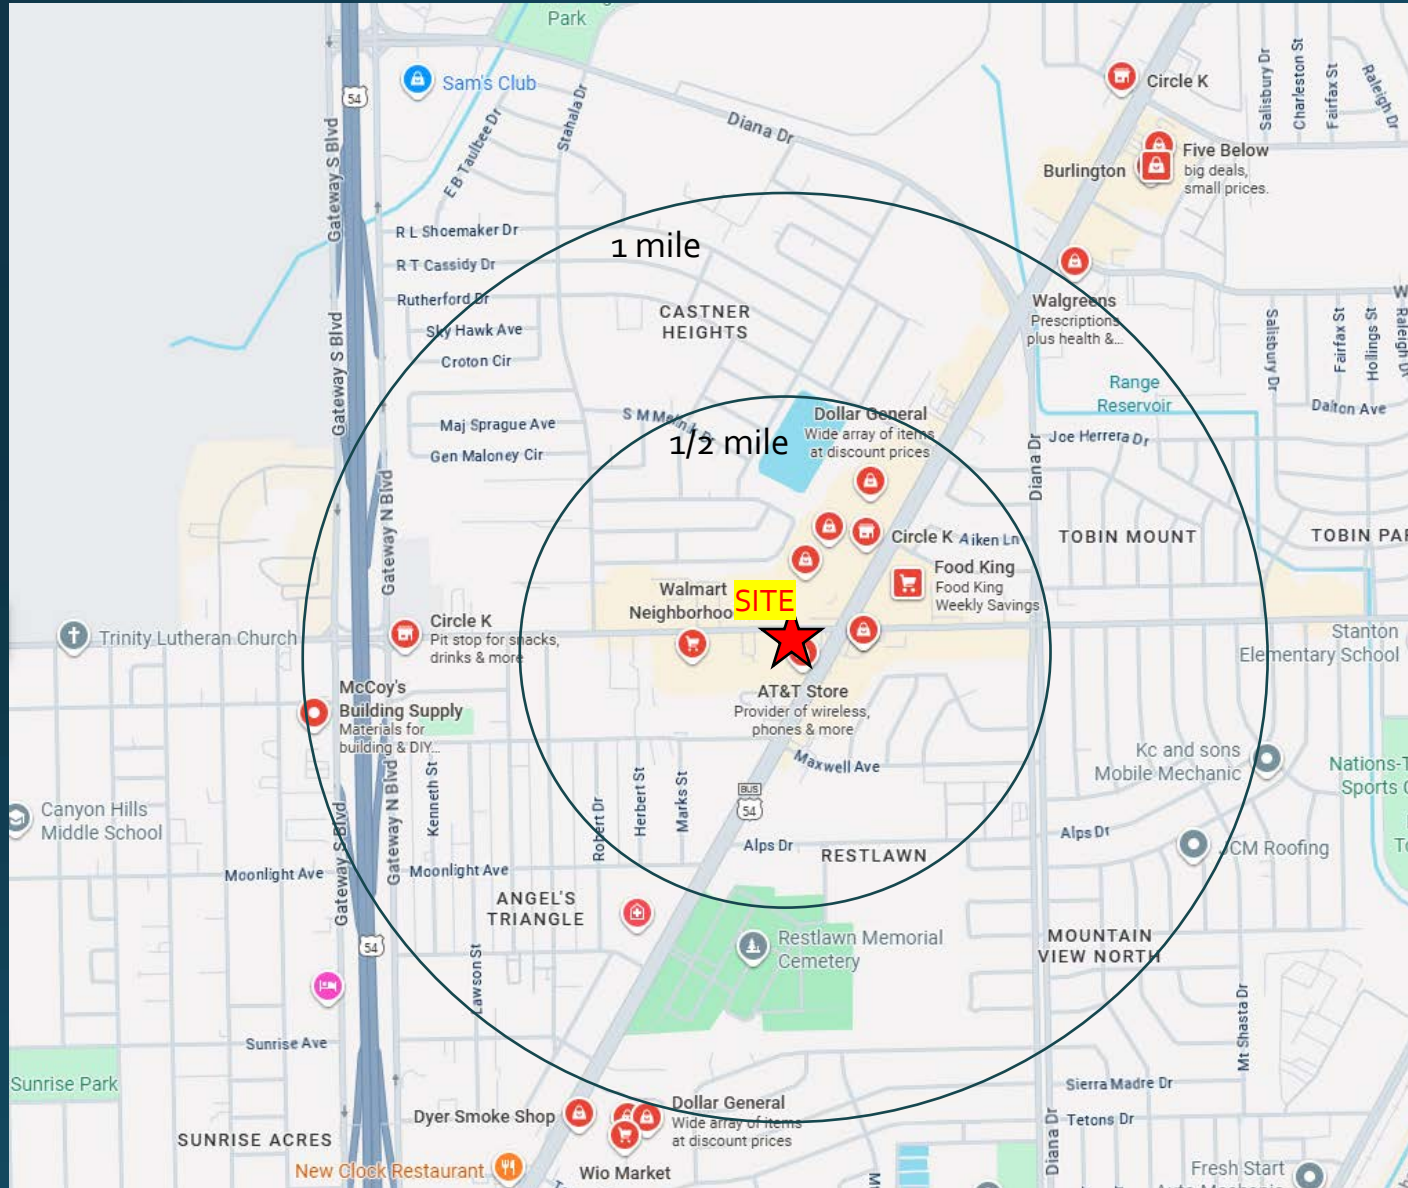 Park
Sam's Club
54
Circle K
Salisbury Dr
Charleston St
Fairfax St
Raleigh Dr
Gateway S Blvd
E B Taulbee Dr
Stahala Dr
Diana Dr
Burlington
Five Below
big deals,
small prices.
R L Shoemaker Dr
1 mile
R T Cassidy Dr
Rutherford Dr
CASTNER
HEIGHTS
Walgreens
Prescriptions
plus health &...
Sky Hawk Ave
Croton Cir
Gateway S Blvd
Salisbury Dr
Fairfax St
Hollings St
Raleigh Dr
Range
Reservoir
Dalton Ave
Maj Sprague Ave
Gen Maloney Cir
1/2 mile
Dollar General
Wide array of items
at discount prices
Joe Herrera Dr
Diana Dr
Gateway N Blvd
Circle K
Aiken Ln
TOBIN MOUNT
TOBIN PAR
Walmart
Neighborhoo
SITE
Food King
Food King
Weekly Savings
Trinity Lutheran Church
Circle K
Pit stop for snacks,
drinks & more
Stanton
Elementary School
McCoy's
Building Supply
Materials for
building & DIY...
AT&T Store
Provider of wireless,
phones & more
Maxwell Ave
Kc and sons
Mobile Mechanic
Nations-T
Sports C
Canyon Hills
Middle School
Gateway S Blvd
Gateway N Blvd
Kenneth St
Robert Dr
Herbert St
Marks St
BUS
54
Alps Dr
RESTLAWN
Alps Dr
JCM Roofing
Moonlight Ave
Moonlight Ave
ANGEL'S
TRIANGLE
54
Lawson St
Restlawn Memorial
Cemetery
MOUNTAIN
VIEW NORTH
Mt Shasta Dr
Sunrise Ave
Sunrise Park
Sierra Madre Dr
Tetons Dr
Diana Dr
Dyer Smoke Shop
Dollar General
Wide array of items
at discount prices
SUNRISE ACRES
New Clock Restaurant
Wio Market
Fresh Start